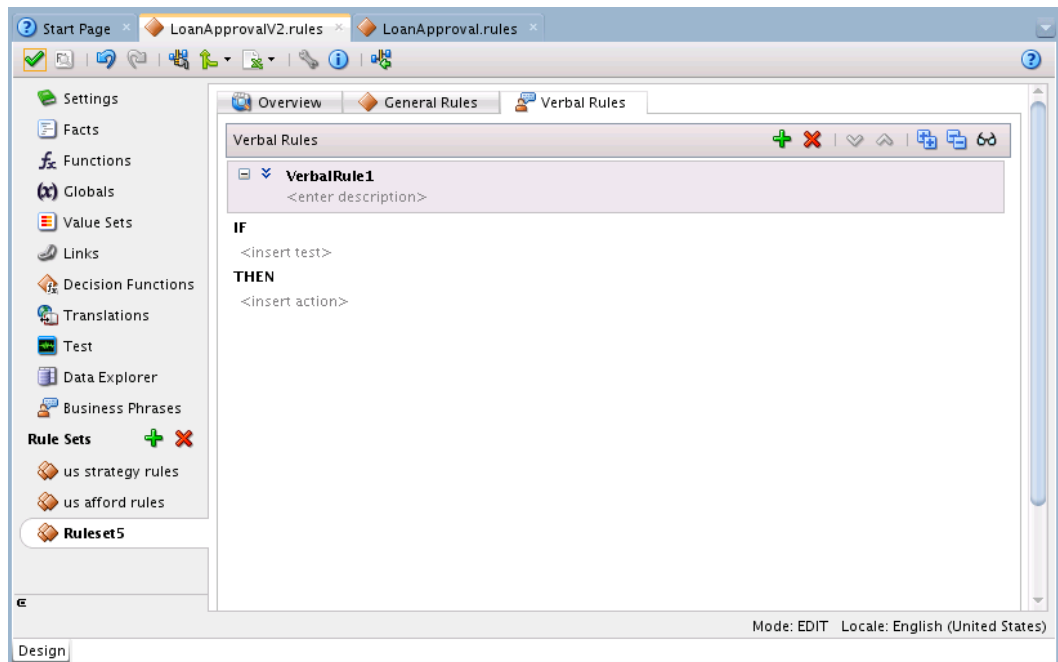 Start Page LoanApprovalV2.rules LoanApproval.rules
Settings
Facts
Functions
Globals
Value Sets
Links
Decision Functions
Translations
Test
Data Explorer
Business Phrases
Rule Sets
us strategy rules
us afford rules
Ruleset5
Overview General Rules Verbal Rules
Verbal Rules
VerbalRule1
<enter description>
IF
<insert test>
THEN
<insert action>
Mode: EDIT Locale: English (United States)
Design